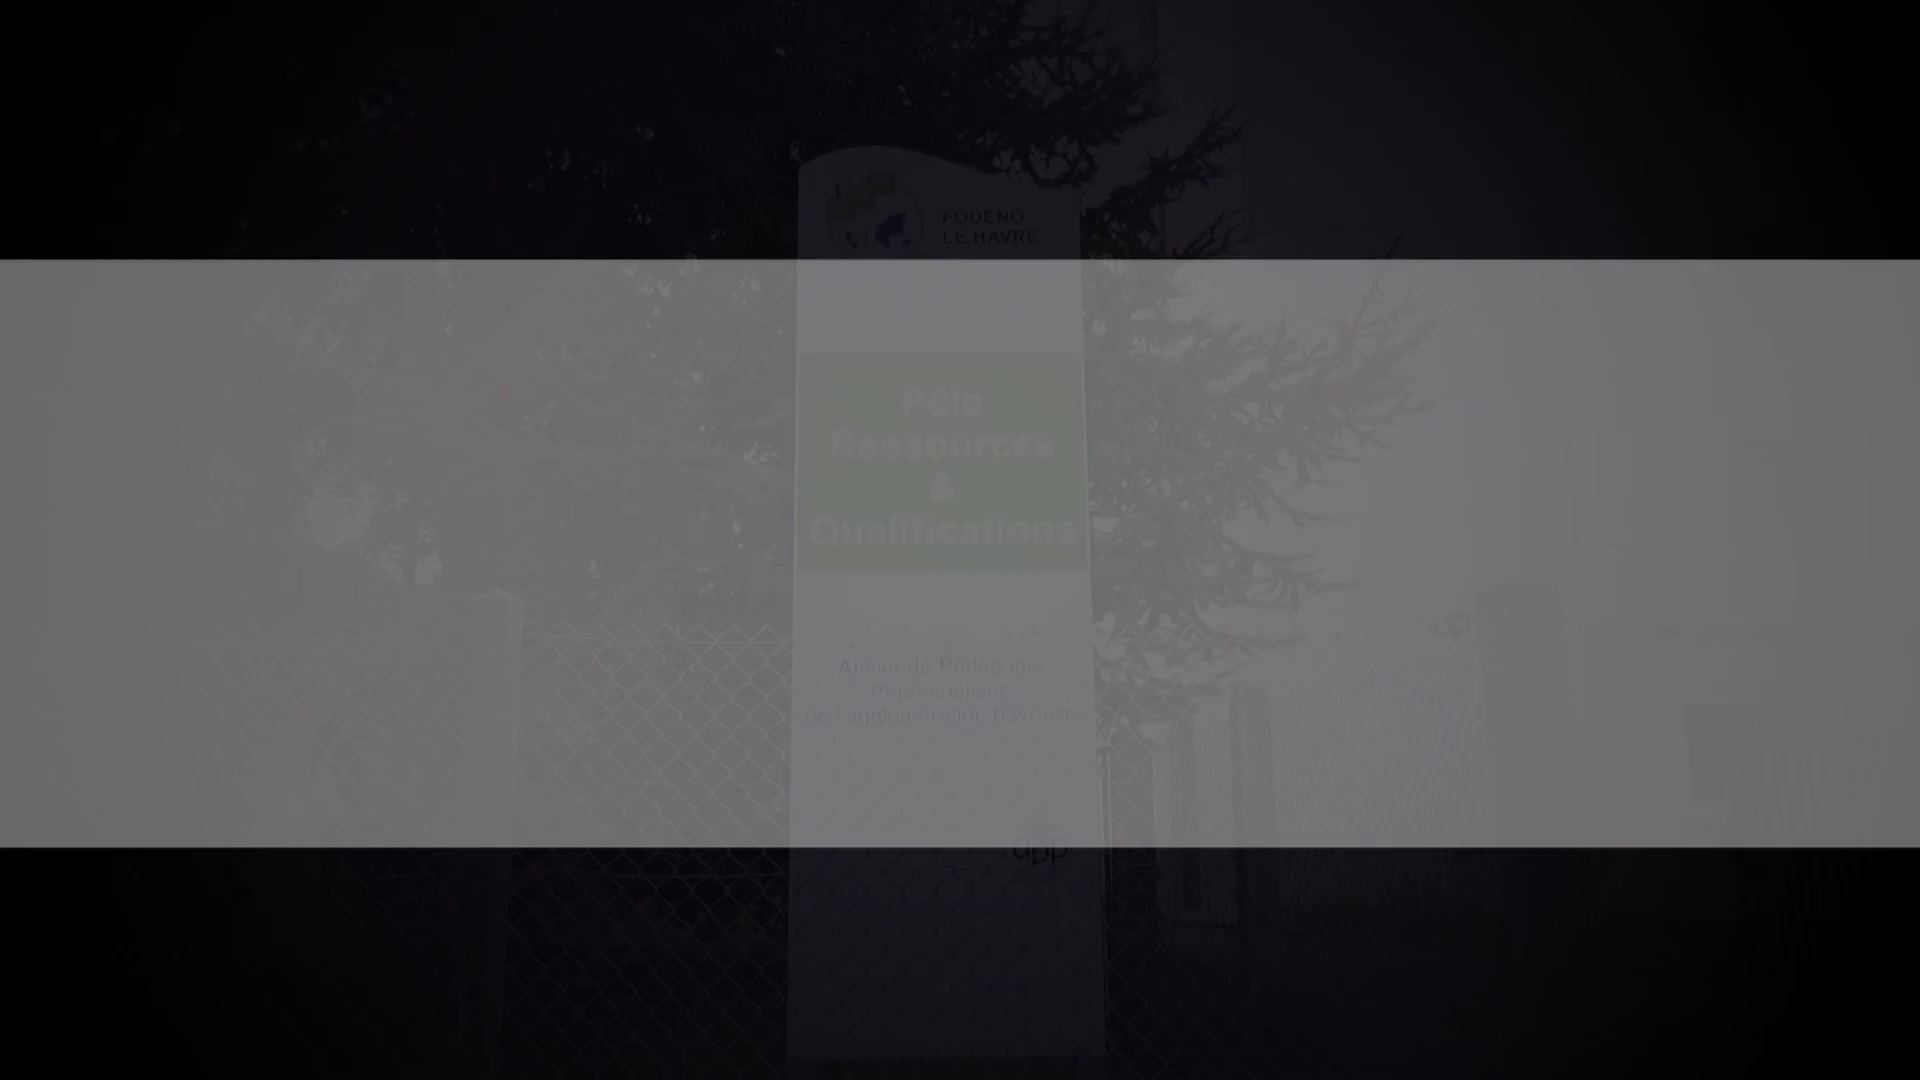 FODENO
LE HAVRE
Pôle
Ressources
&
Qualifications
Atelier de Pédagogie
Personnalisée
de l'agglomération havraise
app